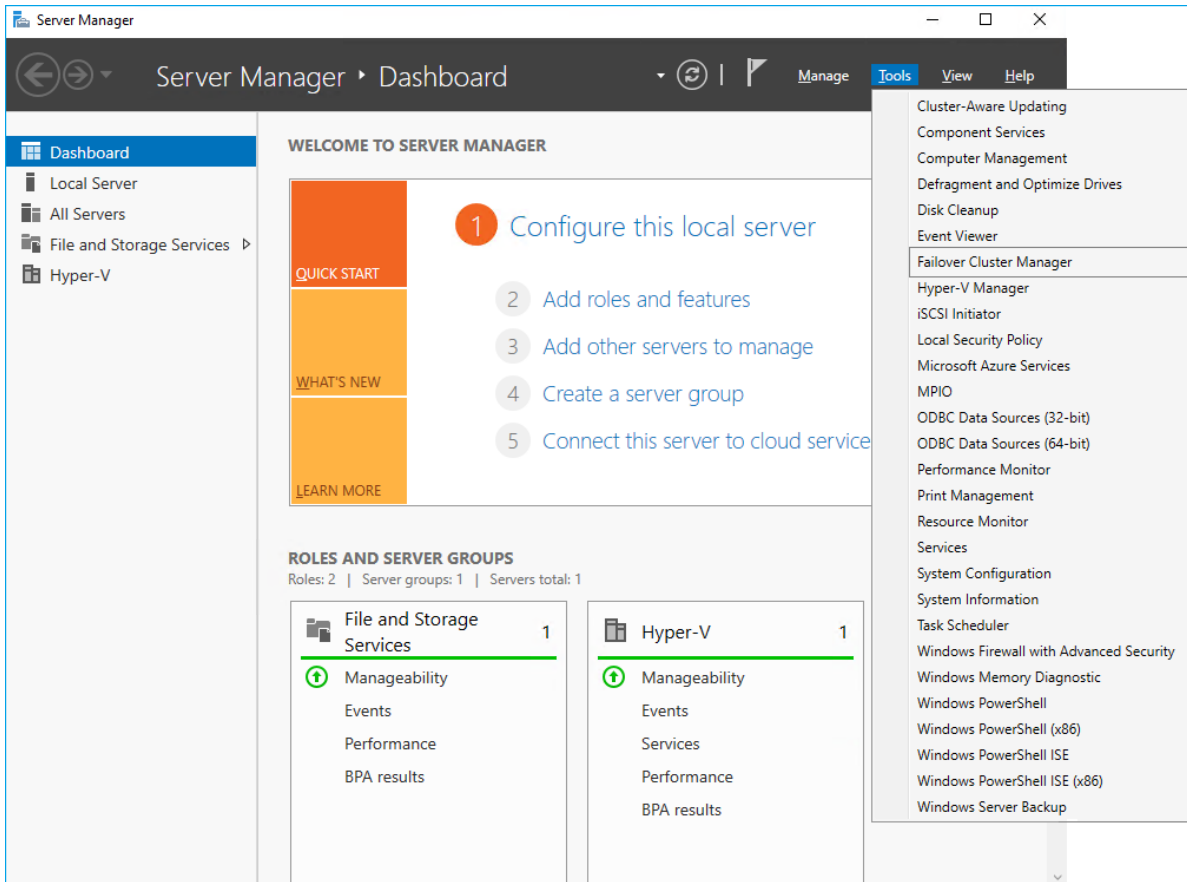 Server Manager
Server Manager ‣ Dashboard
Manage
Tools
View
Help
Dashboard
Local Server
All Servers
File and Storage Services
Hyper-V
WELCOME TO SERVER MANAGER
QUICK START
WHAT'S NEW
LEARN MORE
1 Configure this local server
2 Add roles and features
3 Add other servers to manage
4 Create a server group
5 Connect this server to cloud service
ROLES AND SERVER GROUPS
Roles: 2 | Server groups: 1 | Servers total: 1
File and Storage
Services
1
Manageability
Events
Performance
BPA results
Hyper-V 1
Manageability
Events
Services
Performance
BPA results
Cluster-Aware Updating
Component Services
Computer Management
Defragment and Optimize Drives
Disk Cleanup
Event Viewer
Failover Cluster Manager
Hyper-V Manager
iSCSI Initiator
Local Security Policy
Microsoft Azure Services
MPIO
ODBC Data Sources (32-bit)
ODBC Data Sources (64-bit)
Performance Monitor
Print Management
Resource Monitor
Services
System Configuration
System Information
Task Scheduler
Windows Firewall with Advanced Security
Windows Memory Diagnostic
Windows PowerShell
Windows PowerShell (x86)
Windows PowerShell ISE
Windows PowerShell ISE (x86)
Windows Server Backup